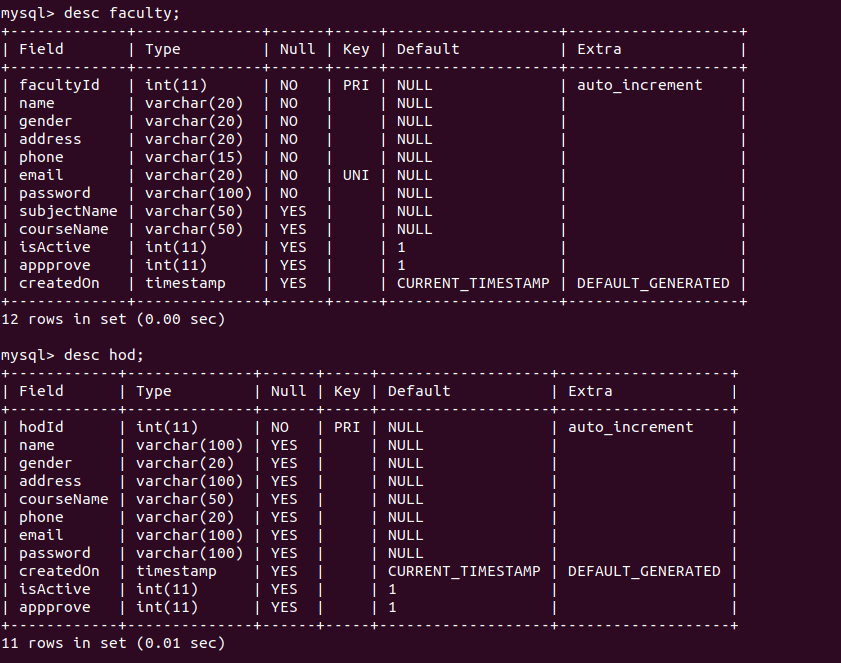 mysql> desc faculty;
+-------------+--------------+------+-----+-------------------+-------------------+
| Field       | Type         | Null | Key | Default           | Extra             |
+-------------+--------------+------+-----+-------------------+-------------------+
| facultyId   | int(11)      | NO   | PRI | NULL              | auto_increment    |
| name        | varchar(20)  | NO   |     | NULL              |                   |
| gender      | varchar(20)  | NO   |     | NULL              |                   |
| address     | varchar(20)  | NO   |     | NULL              |                   |
| phone       | varchar(15)  | NO   |     | NULL              |                   |
| email       | varchar(20)  | NO   | UNI | NULL              |                   |
| password    | varchar(100) | NO   |     | NULL              |                   |
| subjectName | varchar(50)  | YES  |     | NULL              |                   |
| courseName  | varchar(50)  | YES  |     | NULL              |                   |
| isActive    | int(11)      | YES  |     | 1                 |                   |
| appprove    | int(11)      | YES  |     | 1                 |                   |
| createdOn   | timestamp    | YES  |     | CURRENT_TIMESTAMP | DEFAULT_GENERATED |
+-------------+--------------+------+-----+-------------------+-------------------+
12 rows in set (0.00 sec)

mysql> desc hod;
+------------+--------------+------+-----+-------------------+-------------------+
| Field      | Type         | Null | Key | Default           | Extra             |
+------------+--------------+------+-----+-------------------+-------------------+
| hodId      | int(11)      | NO   | PRI | NULL              | auto_increment    |
| name       | varchar(100) | YES  |     | NULL              |                   |
| gender     | varchar(20)  | YES  |     | NULL              |                   |
| address    | varchar(100) | YES  |     | NULL              |                   |
| courseName | varchar(50)  | YES  |     | NULL              |                   |
| phone      | varchar(20)  | YES  |     | NULL              |                   |
| email      | varchar(100) | YES  |     | NULL              |                   |
| password   | varchar(100) | YES  |     | NULL              |                   |
| createdOn  | timestamp    | YES  |     | CURRENT_TIMESTAMP | DEFAULT_GENERATED |
| isActive   | int(11)      | YES  |     | 1                 |                   |
| appprove   | int(11)      | YES  |     | 1                 |                   |
+------------+--------------+------+-----+-------------------+-------------------+
11 rows in set (0.01 sec)